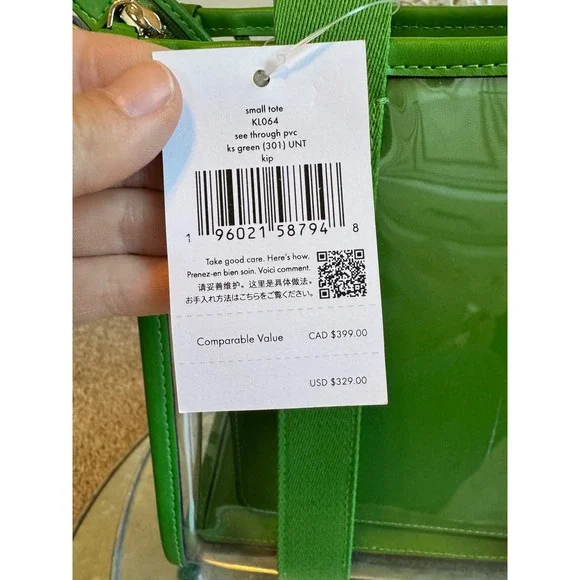 small tote
KL064
see through pvc
ks green (301) UNT
kip
1 96021 58794 8
Take good care. Here's how.
Prenez-en bien soin. Voici comment.
请妥善维护。这里是具体做法。
お手入れ方法はこちらをご覧ください。
Comparable Value CAD $399.00
USD $329.00